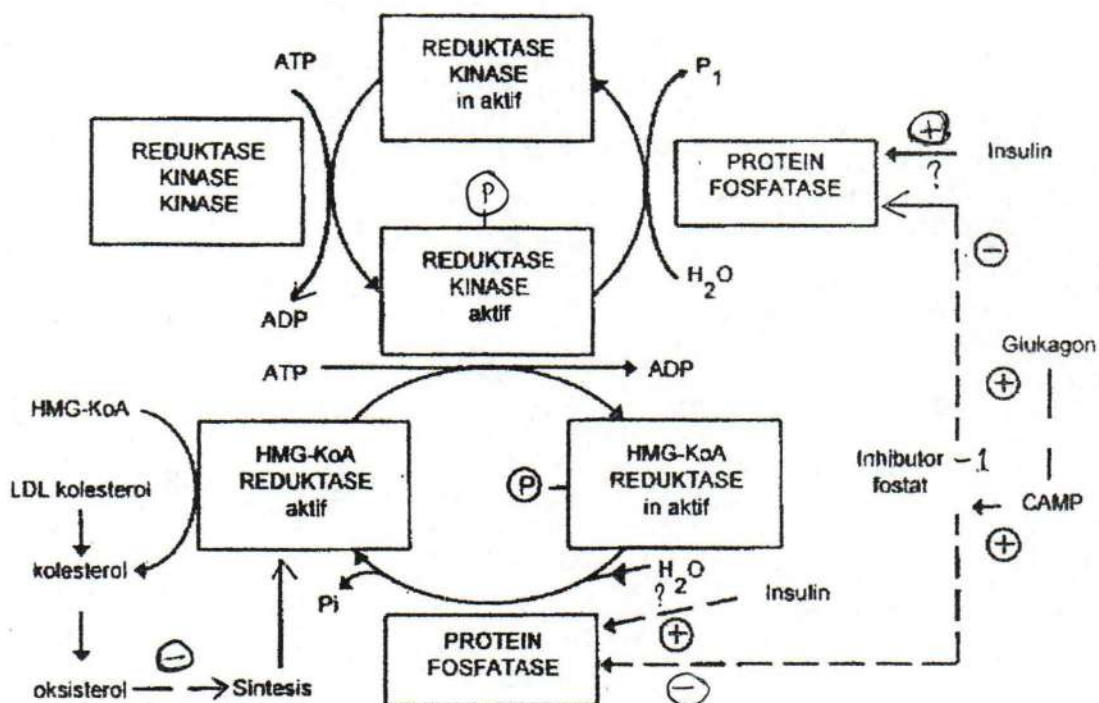 REDUKTASE
KINASE
in aktif
ATP
P₁
REDUKTASE
KINASE
KINASE
PROTEIN
FOSFATASE
+
?
Insulin
P
REDUKTASE
KINASE
aktif
H₂O
−
ADP
ATP
ADP
Glukagon
+
HMG-KoA
HMG-KoA
REDUKTASE
aktif
P
HMG-KoA
REDUKTASE
in aktif
Inhibutor - 1
fostat
CAMP
+
LDL kolesterol
kolesterol
Pi
H₂O
?
Insulin
+
PROTEIN
FOSFATASE
−
−
oksisterol
Sintesis